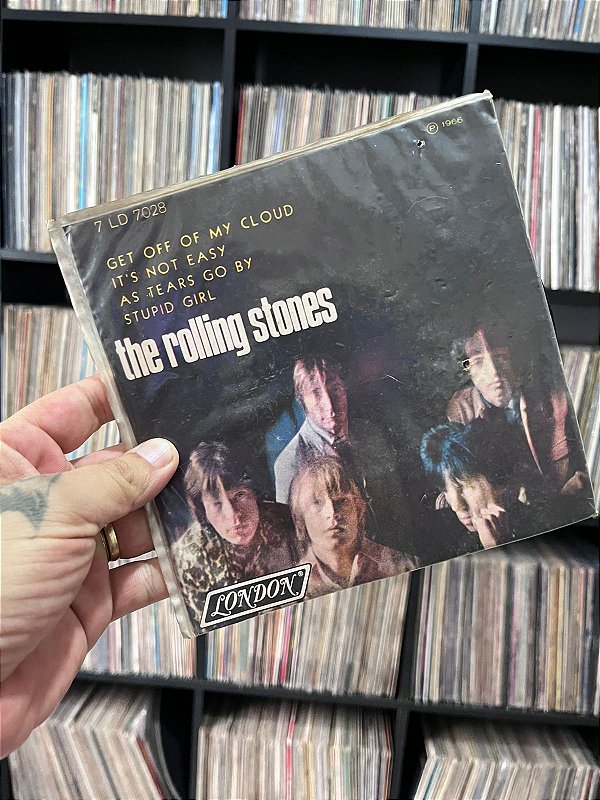 ℗ 1966
7 LD 7028
GET OFF OF MY CLOUD
IT'S NOT EASY
AS TEARS GO BY
STUPID GIRL
the rolling stones
LONDON®